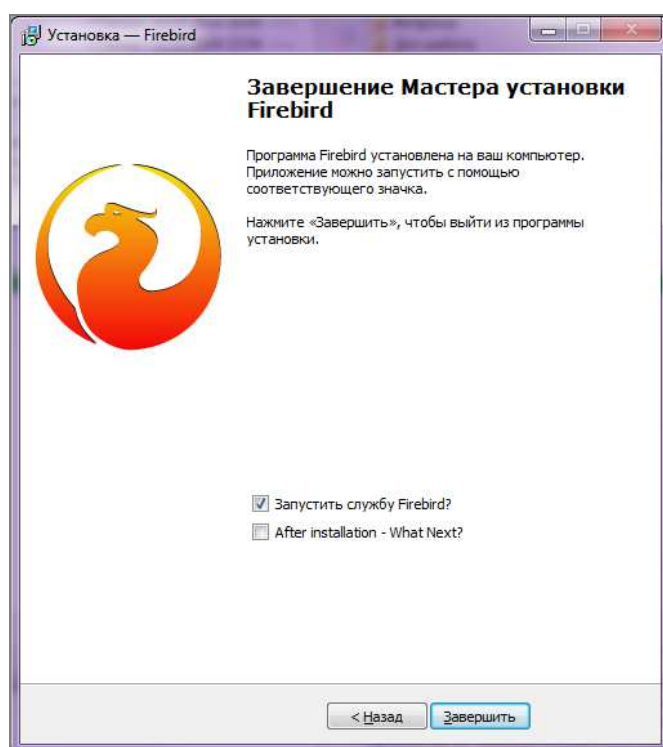 Установка — Firebird
Завершение Мастера установки
Firebird
Программа Firebird установлена на ваш компьютер.
Приложение можно запустить с помощью
соответствующего значка.
Нажмите «Завершить», чтобы выйти из программы
установки.
Запустить службу Firebird?
After installation - What Next?
< Назад
Завершить